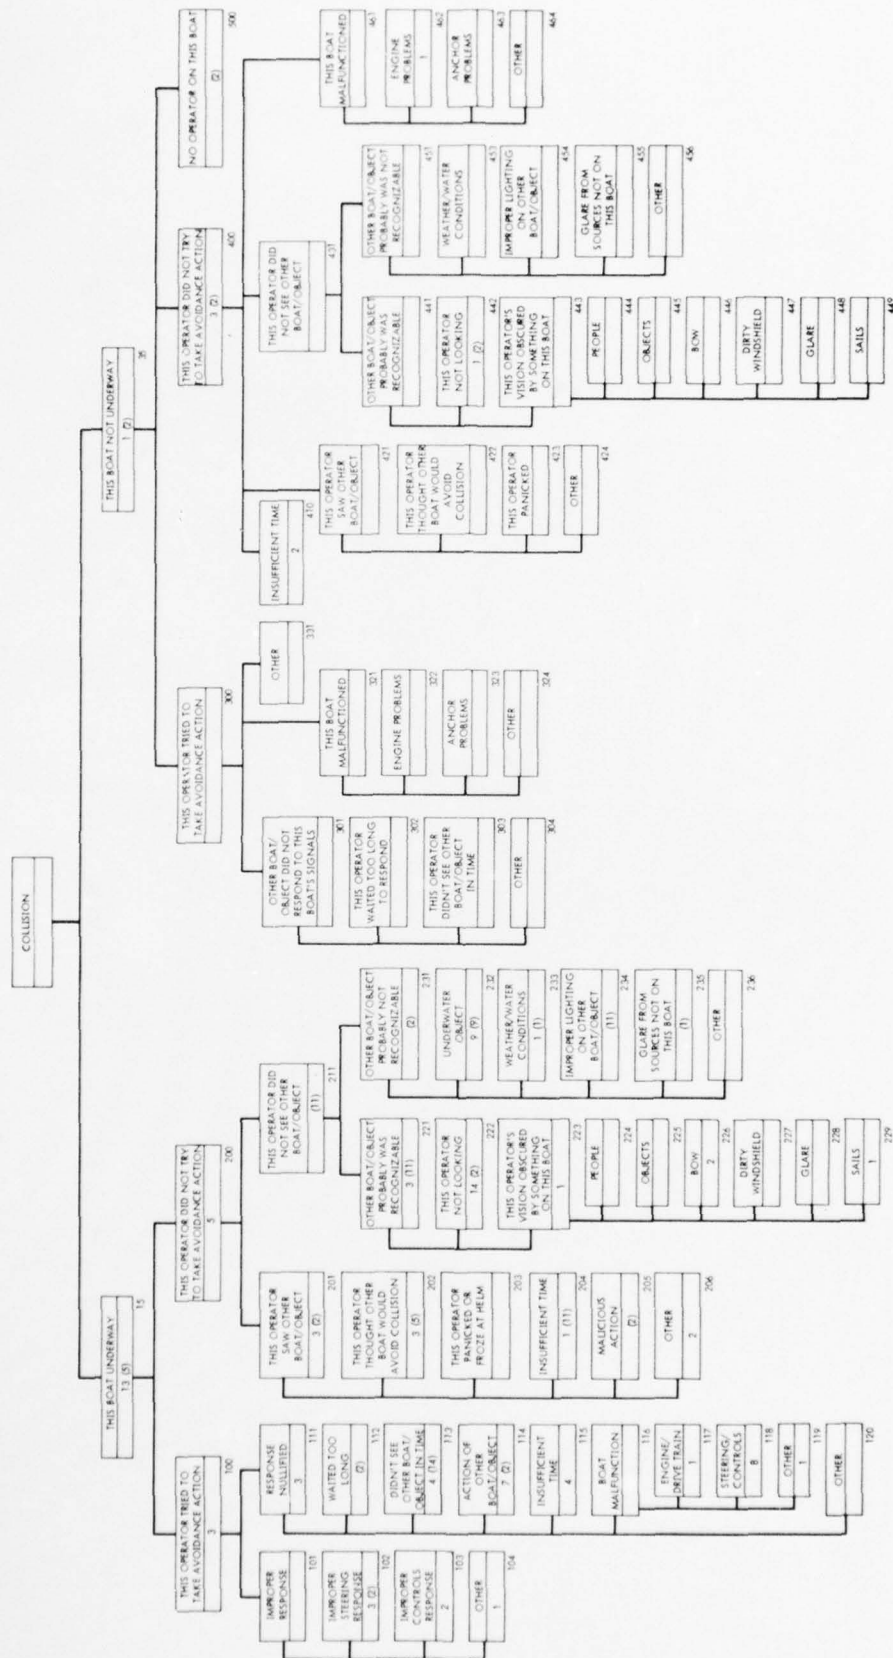 COLLISION
THIS BOAT UNDERWAY
13 (5)
15
THIS OPERATOR TRIED TO
TAKE AVOIDANCE ACTION
3
100
IMPROPER
RESPONSE
101
IMPROPER
STEERING
RESPONSE
3 (2)
102
IMPROPER
CONTROLS
RESPONSE
2
103
OTHER
1
104
RESPONSE
NULLIFIED
3
111
WAITED TOO
LONG
(2)
112
DIDN'T SEE
OTHER BOAT/
OBJECT IN TIME
4 (14)
113
ACTION OF
OTHER
BOAT/OBJECT
7 (2)
114
INSUFFICIENT
TIME
4
115
BOAT
MALFUNCTION
116
ENGINE/
DRIVE TRAIN
1
117
STEERING/
CONTROLS
8
118
OTHER
1
119
OTHER
120
THIS OPERATOR DID NOT TRY
TO TAKE AVOIDANCE ACTION
5
200
THIS OPERATOR
SAW OTHER
BOAT/OBJECT
3 (2)
201
THIS OPERATOR
THOUGHT OTHER
BOAT WOULD
AVOID COLLISION
3 (5)
202
THIS OPERATOR
PANICKED OR
FROZE AT HELM
203
INSUFFICIENT TIME
1 (11)
204
MALICIOUS
ACTION
(2)
205
OTHER
2
206
THIS OPERATOR DID
NOT SEE OTHER
BOAT/OBJECT
(11)
211
OTHER BOAT/OBJECT
PROBABLY WAS
RECOGNIZABLE
3 (11)
221
THIS OPERATOR
NOT LOOKING
14 (2)
222
THIS OPERATOR'S
VISION OBSCURED
BY SOMETHING
ON THIS BOAT
1
223
PEOPLE
224
OBJECTS
225
BOW
2
226
DIRTY
WINDSHIELD
227
GLARE
228
SAILS
1
229
OTHER BOAT/OBJECT
PROBABLY NOT
RECOGNIZABLE
(2)
231
UNDERWATER
OBJECT
9 (9)
232
WEATHER/WATER
CONDITIONS
1 (1)
233
IMPROPER LIGHTING
ON OTHER
BOAT/OBJECT
(11)
234
GLARE FROM
SOURCES NOT ON
THIS BOAT
(1)
235
OTHER
236
THIS BOAT NOT UNDERWAY
1 (2)
35
THIS OPERATOR TRIED TO
TAKE AVOIDANCE ACTION
300
OTHER BOAT/
OBJECT DID NOT
RESPOND TO THIS
BOAT'S SIGNALS
301
THIS OPERATOR
WAITED TOO LONG
TO RESPOND
302
THIS OPERATOR
DIDN'T SEE OTHER
BOAT/OBJECT
IN TIME
303
OTHER
304
THIS BOAT
MALFUNCTIONED
321
ENGINE PROBLEMS
322
ANCHOR
PROBLEMS
323
OTHER
324
OTHER
331
THIS OPERATOR DID NOT TRY
TO TAKE AVOIDANCE ACTION
3 (2)
400
INSUFFICIENT TIME
2
410
THIS OPERATOR
SAW OTHER
BOAT/OBJECT
421
THIS OPERATOR
THOUGHT OTHER
BOAT WOULD
AVOID
COLLISION
422
THIS OPERATOR
PANICKED
423
OTHER
424
THIS OPERATOR DID
NOT SEE OTHER
BOAT/OBJECT
431
OTHER BOAT/OBJECT
PROBABLY WAS
RECOGNIZABLE
441
THIS OPERATOR
NOT LOOKING
1 (2)
442
THIS OPERATOR'S
VISION OBSCURED
BY SOMETHING
ON THIS BOAT
443
PEOPLE
444
OBJECTS
445
BOW
446
DIRTY
WINDSHIELD
447
GLARE
448
SAILS
449
OTHER BOAT/OBJECT
PROBABLY WAS NOT
RECOGNIZABLE
451
WEATHER/WATER
CONDITIONS
453
IMPROPER LIGHTING
ON OTHER
BOAT/OBJECT
454
GLARE FROM
SOURCES NOT ON
THIS BOAT
455
OTHER
456
THIS BOAT
MALFUNCTIONED
461
ENGINE
PROBLEMS
1
462
ANCHOR
PROBLEMS
463
OTHER
464
NO OPERATOR ON THIS BOAT
(2)
500